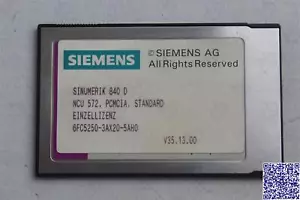 SIEMENS
© SIEMENS AG
All Rights Reserved
SINUMERIK 840 D
NCU 572, PCMCIA, STANDARD
EINZELLIZENZ
6FC5250-3AX20-5AH0
V35.13.00